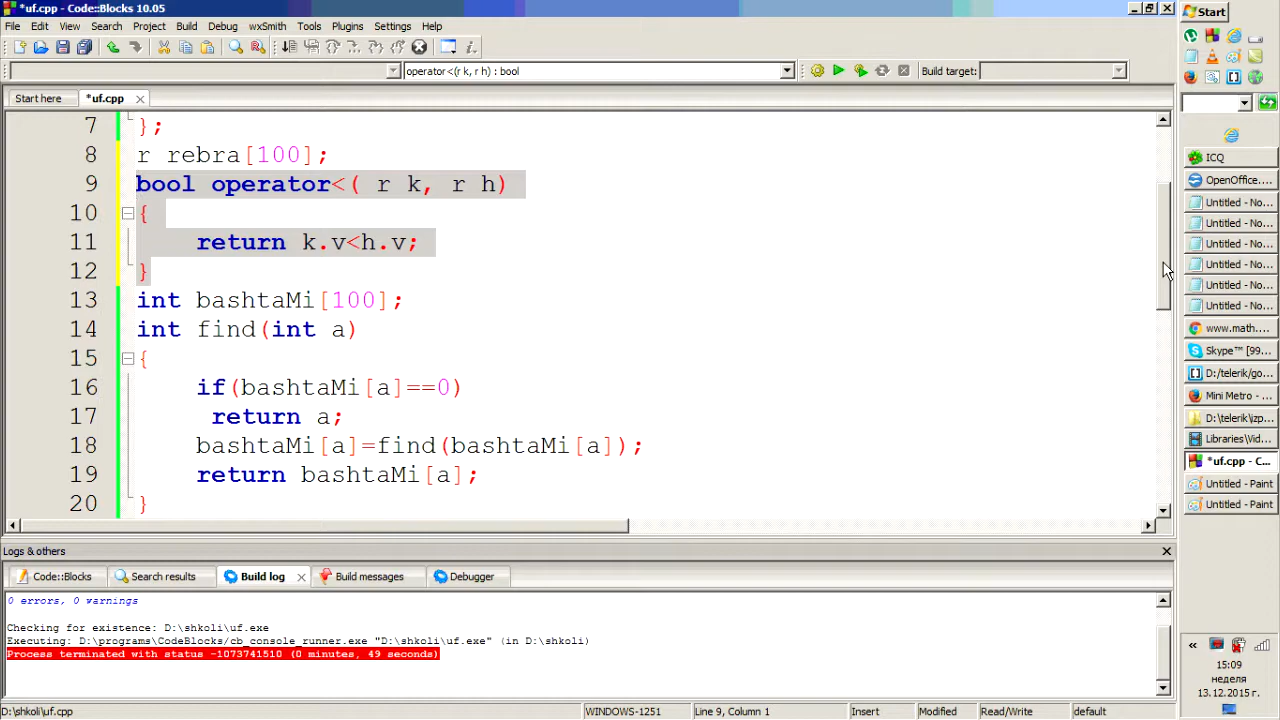 *uf.cpp - Code::Blocks 10.05
File Edit View Search Project Build Debug wxSmith Tools Plugins Settings Help
operator<(r k, r h) : bool
Build target:
Start here
*uf.cpp
7 };
8 r rebra[100];
9 bool operator<( r k, r h)
10 {
11 return k.v<h.v;
12 }
13 int bashtaMi[100];
14 int find(int a)
15 {
16 if(bashtaMi[a]==0)
17 return a;
18 bashtaMi[a]=find(bashtaMi[a]);
19 return bashtaMi[a];
20 }
Logs & others
Code::Blocks
Search results
Build log
Build messages
Debugger
0 errors, 0 warnings
Checking for existence: D:\shkoli\uf.exe
Executing: D:\programs\CodeBlocks/cb_console_runner.exe "D:\shkoli\uf.exe" (in D:\shkoli)
Process terminated with status -1073741510 (0 minutes, 49 seconds)
D:\shkoli\uf.cpp
WINDOWS-1251
Line 9, Column 1
Insert
Modified
Read/Write
default
Start
ICQ
OpenOffice....
Untitled - No...
Untitled - No...
Untitled - No...
Untitled - No...
Untitled - No...
Untitled - No...
www.math....
Skype™ [99...
D:/telerik/go...
Mini Metro - ...
D:\telerik\izp...
Libraries\Vid...
*uf.cpp - C...
Untitled - Paint
Untitled - Paint
15:09
неделя
13.12.2015 г.